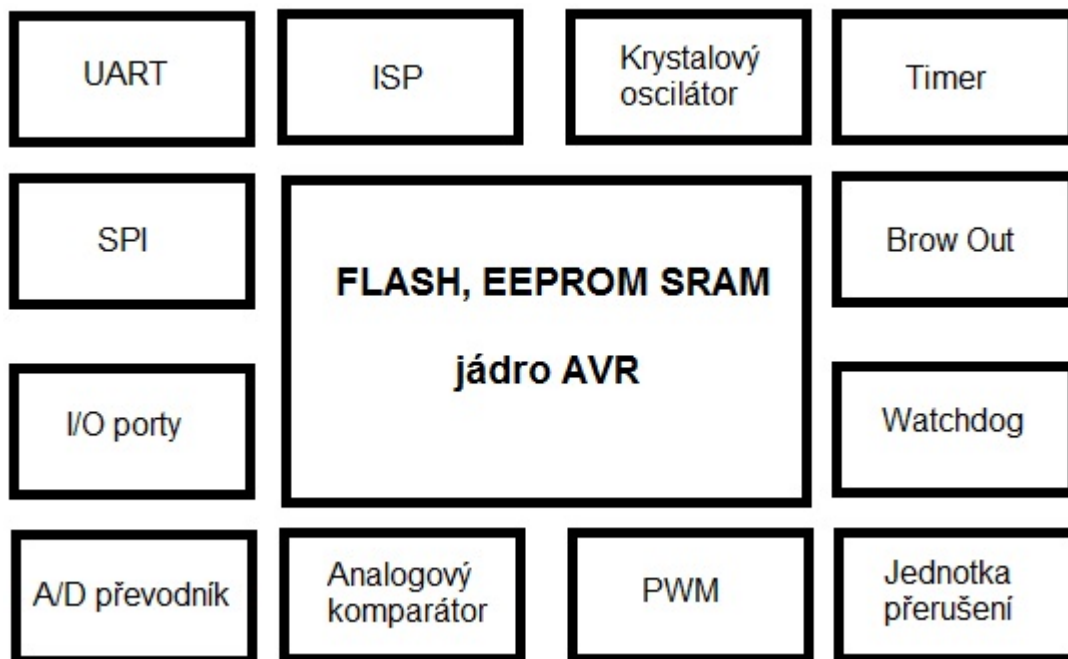 UART
ISP
Krystalový
oscilátor
Timer
SPI
FLASH, EEPROM SRAM
jádro AVR
Brow Out
I/O porty
Watchdog
A/D převodník
Analogový
komparátor
PWM
Jednotka
přerušení